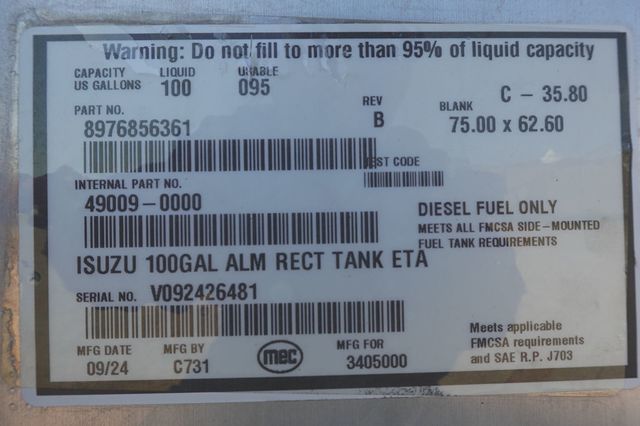 Warning: Do not fill to more than 95% of liquid capacity
CAPACITY LIQUID USABLE
US GALLONS 100 095
C - 35.80
PART NO. REV BLANK
8976856361 B 75.00 x 62.60
TEST CODE
INTERNAL PART NO.
49009-0000
DIESEL FUEL ONLY
MEETS ALL FMCSA SIDE-MOUNTED
FUEL TANK REQUIREMENTS
ISUZU 100GAL ALM RECT TANK ETA
SERIAL NO. V092426481
MFG DATE MFG BY mec MFG FOR
09/24 C731 3405000
Meets applicable
FMCSA requirements
and SAE R.P. J703